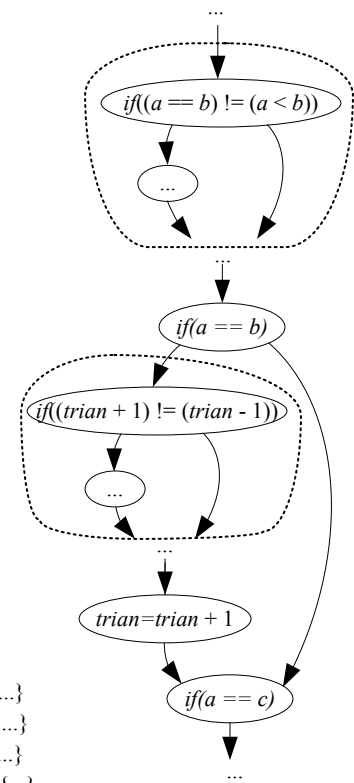 ...
if((a == b) != (a < b))
...
...
if(a == b)
if((trian + 1) != (trian - 1))
...
...
trian=trian + 1
...}
if(a == c)
...}
...}
{...}
...